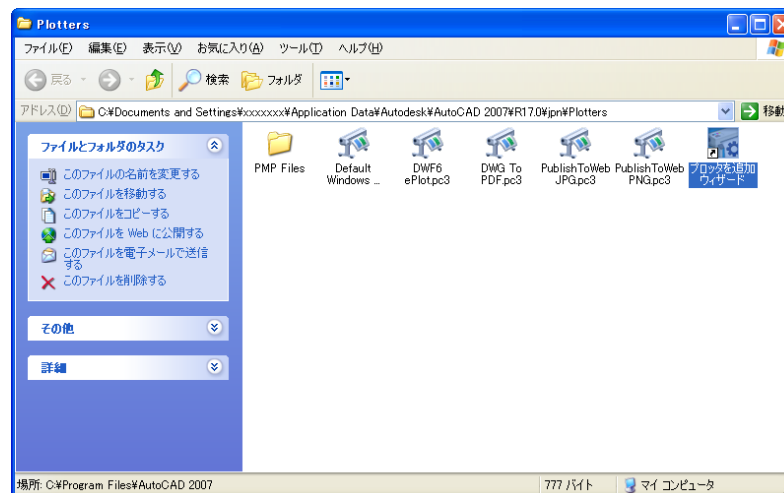 Plotters
ファイル(F) 編集(E) 表示(V) お気に入り(A) ツール(T) ヘルプ(H)
戻る 検索 フォルダ
アドレス(D) C:¥Documents and Settings¥xxxxxxx¥Application Data¥Autodesk¥AutoCAD 2007¥R17.0¥jpn¥Plotters 移動
ファイルとフォルダのタスク
このファイルの名前を変更する
このファイルを移動する
このファイルをコピーする
このファイルを Web に公開する
このファイルを電子メールで送信
する
このファイルを削除する
その他
詳細
PMP Files
Default
Windows ...
DWF6
ePlot.pc3
DWG To
PDF.pc3
PublishToWeb
JPG.pc3
PublishToWeb
PNG.pc3
プロッタを追加
ウィザード
場所: C:¥Program Files¥AutoCAD 2007 777 バイト マイ コンピュータ